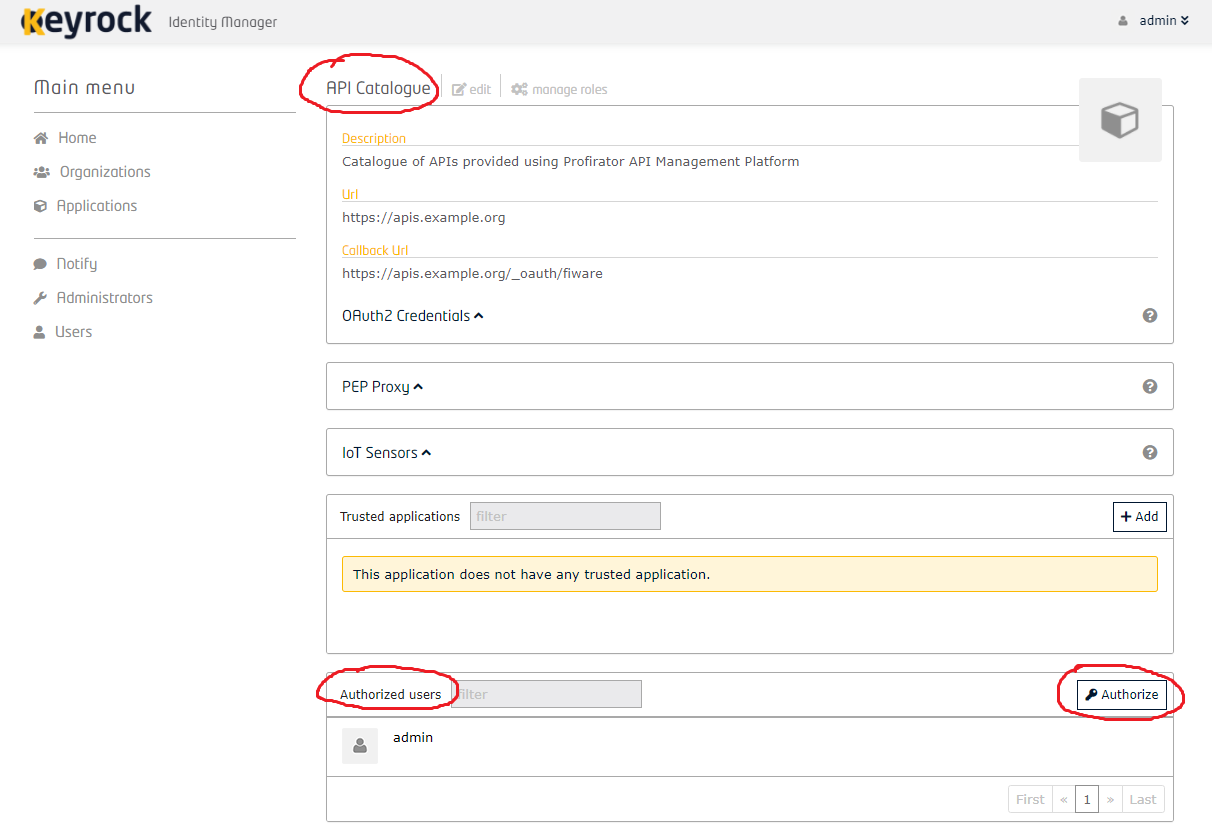 Keyrock Identity Manager admin
Main menu
Home
Organizations
Applications
Notify
Administrators
Users
API Catalogue edit manage roles
Description
Catalogue of APIs provided using Profirator API Management Platform
Url
https://apis.example.org
Callback Url
https://apis.example.org/_oauth/fiware
OAuth2 Credentials ?
PEP Proxy ?
IoT Sensors ?
Trusted applications filter + Add
This application does not have any trusted application.
Authorized users filter Authorize
admin
First « 1 » Last